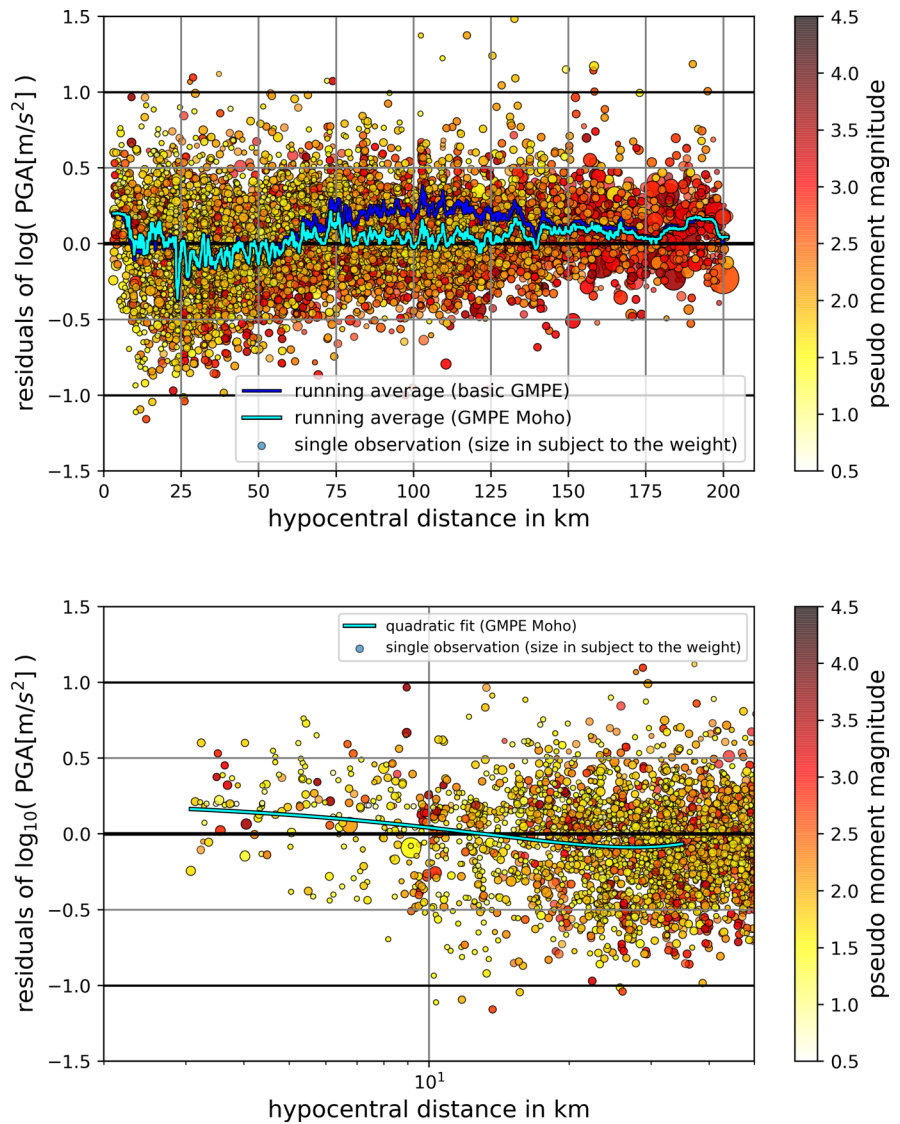 1.5
1.0
0.5
0.0
−0.5
−1.0
−1.5
residuals of log( PGA[m/s²] )
running average (basic GMPE)
running average (GMPE Moho)
single observation (size in subject to the weight)
0 25 50 75 100 125 150 175 200
hypocentral distance in km
4.5
4.0
3.5
3.0
2.5
2.0
1.5
1.0
0.5
pseudo moment magnitude
1.5
1.0
0.5
0.0
−0.5
−1.0
−1.5
residuals of log₁₀( PGA[m/s²] )
quadratic fit (GMPE Moho)
single observation (size in subject to the weight)
10¹
hypocentral distance in km
4.5
4.0
3.5
3.0
2.5
2.0
1.5
1.0
0.5
pseudo moment magnitude